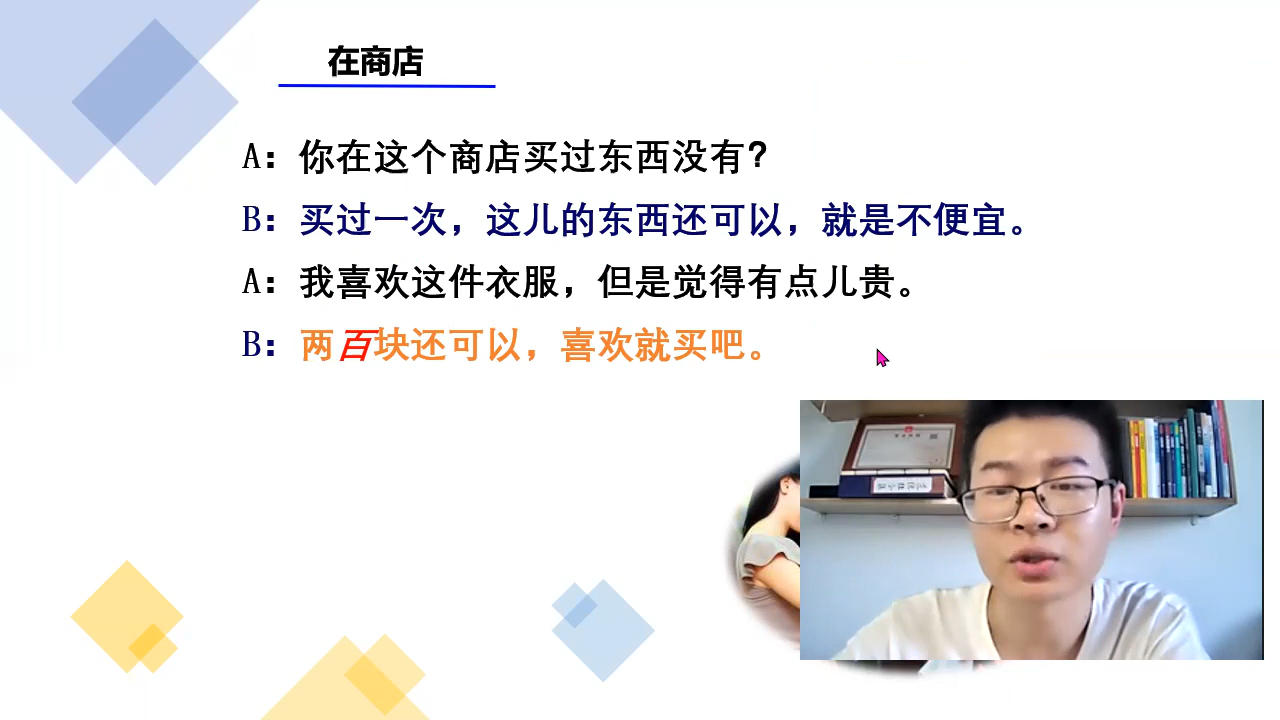 在商店
A：你在这个商店买过东西没有？
B：买过一次，这儿的东西还可以，就是不便宜。
A：我喜欢这件衣服，但是觉得有点儿贵。
B：两百块还可以，喜欢就买吧。